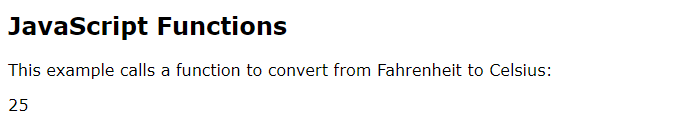 JavaScript Functions
This example calls a function to convert from Fahrenheit to Celsius:
25